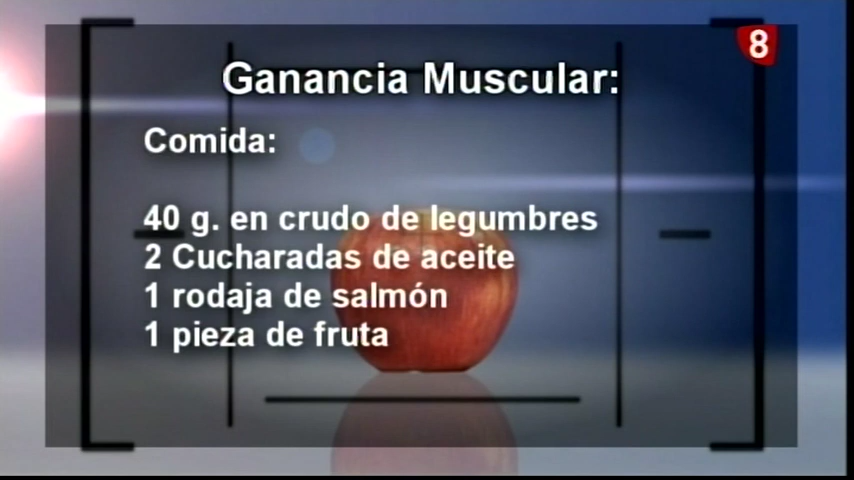 8
Ganancia Muscular:
Comida:
40 g. en crudo de legumbres
2 Cucharadas de aceite
1 rodaja de salmón
1 pieza de fruta